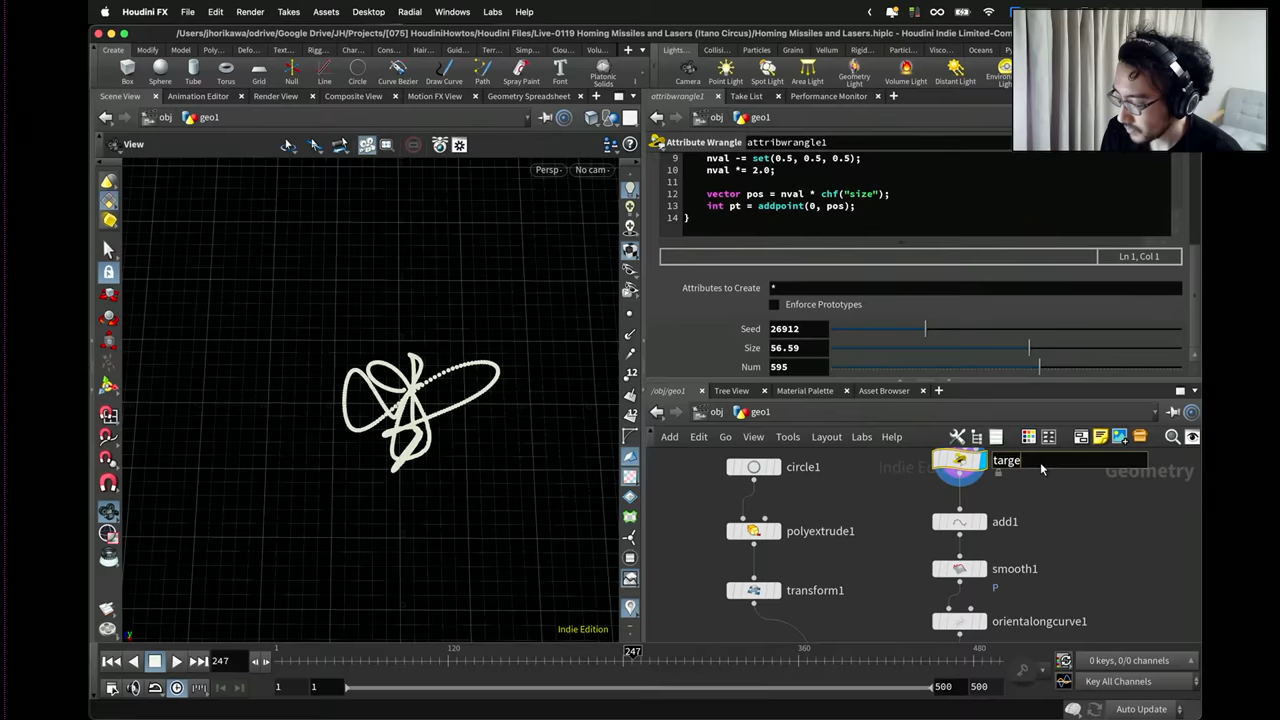 Houdini FX File Edit Render Takes Assets Desktop Radial Windows Labs Help
/Users/jhorikawa/odrive/Google Drive/JH/Projects/[075] HoudiniHowtos/Houdini Files/Live-0119 Homing Missiles and Lasers (Itano Circus)/Homing Missiles and Lasers.hiplc - Houdini Indie Limited-Com
Create Modify Model Poly... Def... Text... Rigg... Char... Cons... Hair... Guid... Terr... Sim... Clou... Volu...
Lights... Collisi... Particles Grains Vellum Rigid... Particl... Viscou... Oceans
Box Sphere Tube Torus Grid Null Line Circle Curve Bezier Draw Curve Path Spray Paint Font Platonic Solids
Camera Point Light Spot Light Area Light Geometry Light Volume Light Distant Light
Scene View Animation Editor Render View Composite View Motion FX View Geometry Spreadsheet
attribwrangle1 Take List Performance Monitor
obj geo1
obj geo1
View
Attribute Wrangle attribwrangle1
Persp No cam
9 nval -= set(0.5, 0.5, 0.5);
10 nval *= 2.0;
11
12 vector pos = nval * chf("size");
13 int pt = addpoint(0, pos);
14 }
Ln 1, Col 1
Attributes to Create *
Enforce Prototypes
Seed 26912
Size 56.59
Num 595
/obj/geo1 Tree View Material Palette Asset Browser
obj geo1
Add Edit Go View Tools Layout Labs Help
circle1
targe
Geometry
add1
polyextrude1
smooth1
P
transform1
orientalongcurve1
Indie Edition
247
1 120 247 360 480
0 keys, 0/0 channels
1 1 500 500
Key All Channels
Auto Update